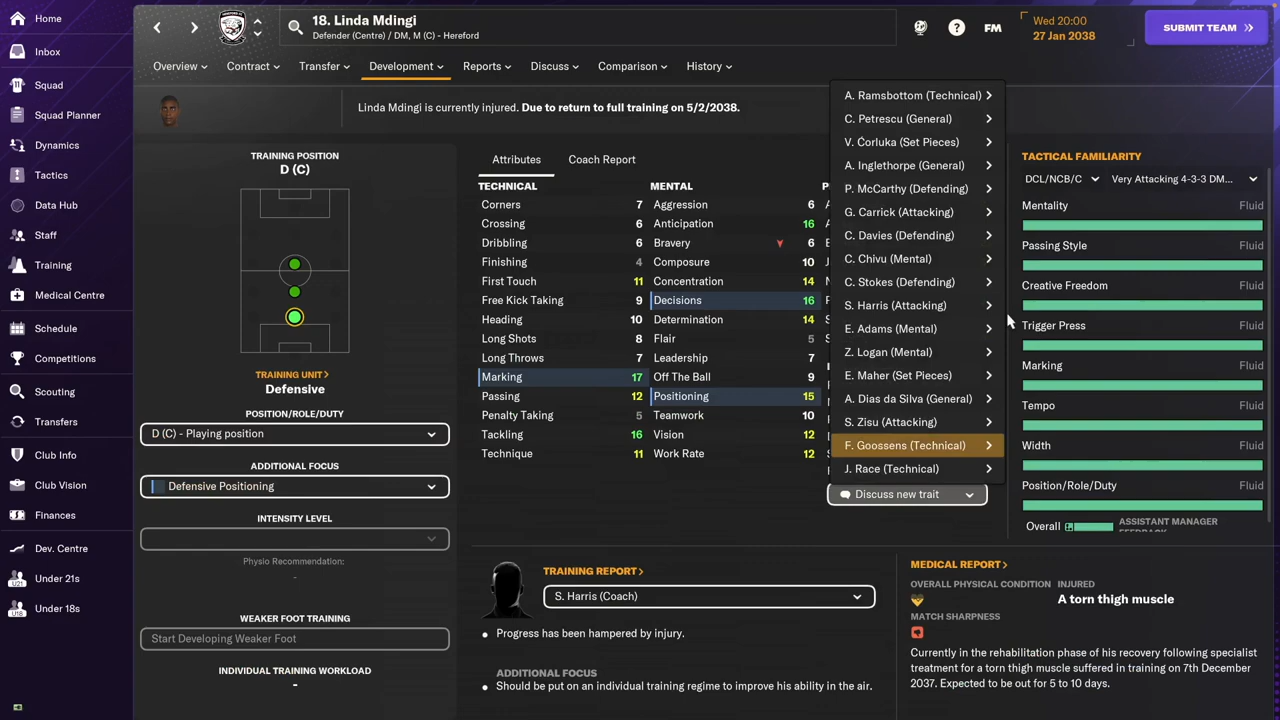 Home
Inbox
Squad
Squad Planner
Dynamics
Tactics
Data Hub
Staff
Training
Medical Centre
Schedule
Competitions
Scouting
Transfers
Club Info
Club Vision
Finances
Dev. Centre
Under 21s
Under 18s
18. Linda Mdingi
Defender (Centre) / DM, M (C) - Hereford
FM
Wed 20:00
27 Jan 2038
SUBMIT TEAM
Overview
Contract
Transfer
Development
Reports
Discuss
Comparison
History
Linda Mdingi is currently injured. Due to return to full training on 5/2/2038.
TRAINING POSITION
D (C)
TRAINING UNIT
Defensive
POSITION/ROLE/DUTY
D (C) - Playing position
ADDITIONAL FOCUS
Defensive Positioning
INTENSITY LEVEL
Physio Recommendation:
-
WEAKER FOOT TRAINING
Start Developing Weaker Foot
INDIVIDUAL TRAINING WORKLOAD
-
Attributes
Coach Report
TECHNICAL
Corners 7
Crossing 6
Dribbling 6
Finishing 4
First Touch 11
Free Kick Taking 9
Heading 10
Long Shots 8
Long Throws 7
Marking 17
Passing 12
Penalty Taking 5
Tackling 16
Technique 11
MENTAL
Aggression 6
Anticipation 16
Bravery 6
Composure 10
Concentration 14
Decisions 16
Determination 14
Flair 5
Leadership 7
Off The Ball 9
Positioning 15
Teamwork 10
Vision 12
Work Rate 12
A. Ramsbottom (Technical)
C. Petrescu (General)
V. Ćorluka (Set Pieces)
A. Inglethorpe (General)
P. McCarthy (Defending)
G. Carrick (Attacking)
C. Davies (Defending)
C. Chivu (Mental)
C. Stokes (Defending)
S. Harris (Attacking)
E. Adams (Mental)
Z. Logan (Mental)
E. Maher (Set Pieces)
A. Dias da Silva (General)
S. Zisu (Attacking)
F. Goossens (Technical)
J. Race (Technical)
Discuss new trait
TACTICAL FAMILIARITY
DCL/NCB/C
Very Attacking 4-3-3 DM...
Mentality Fluid
Passing Style Fluid
Creative Freedom Fluid
Trigger Press Fluid
Marking Fluid
Tempo Fluid
Width Fluid
Position/Role/Duty Fluid
Overall
ASSISTANT MANAGER
FEEDBACK
TRAINING REPORT
S. Harris (Coach)
Progress has been hampered by injury.
ADDITIONAL FOCUS
Should be put on an individual training regime to improve his ability in the air.
MEDICAL REPORT
OVERALL PHYSICAL CONDITION
INJURED
A torn thigh muscle
MATCH SHARPNESS
Currently in the rehabilitation phase of his recovery following specialist
treatment for a torn thigh muscle suffered in training on 7th December
2037. Expected to be out for 5 to 10 days.